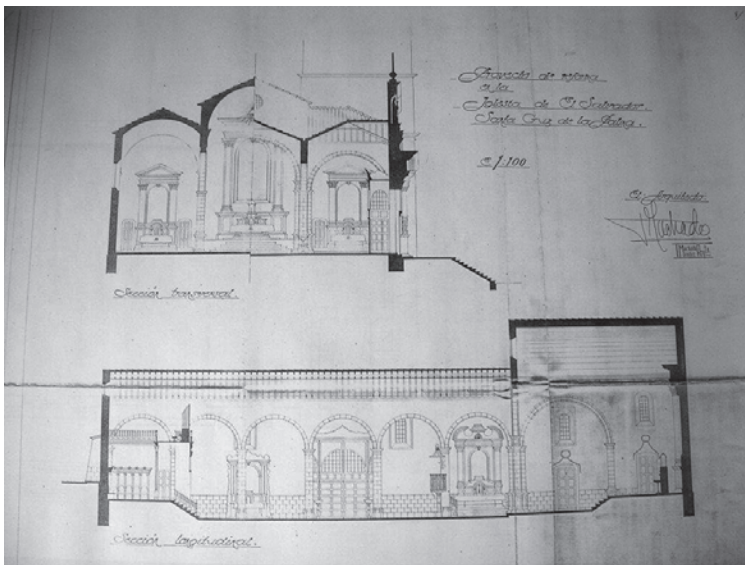 Proyecto de reforma
en la
Iglesia de El Salvador.
Santa Cruz de la Palma.
E 1:100
El Arquitecto
Sección transversal.
Sección longitudinal.